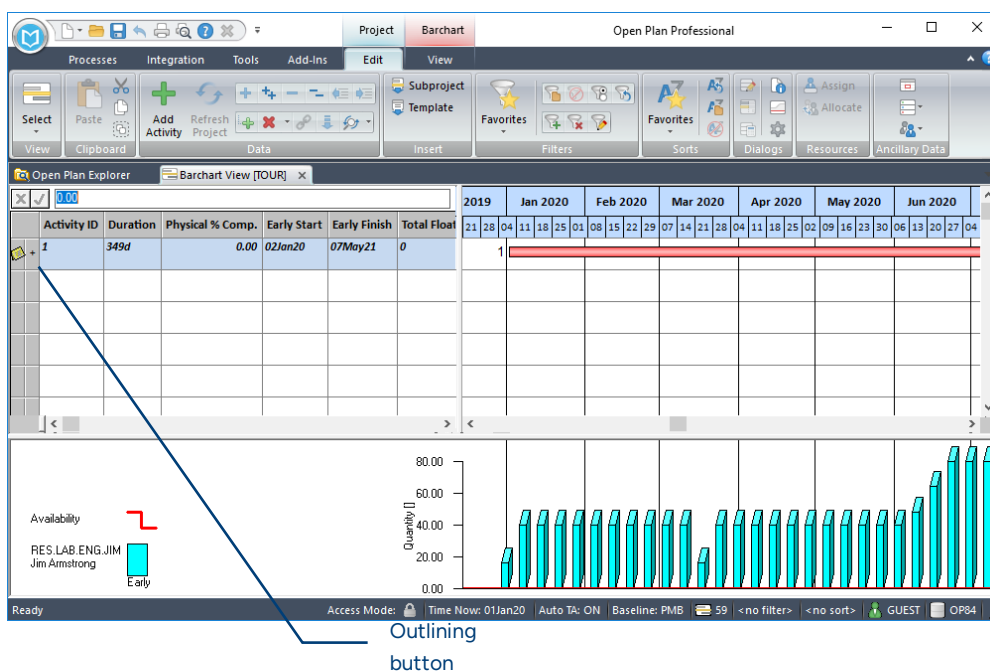 Project Barchart Open Plan Professional
Processes Integration Tools Add-Ins Edit View
Select
Paste
Add Activity
Refresh Project
Subproject
Template
Favorites
Favorites
Assign
Allocate
View Clipboard Data Insert Filters Sorts Dialogs Resources Ancillary Data
Open Plan Explorer Barchart View [TOUR]
0.00
Activity ID Duration Physical % Comp. Early Start Early Finish Total Float
1 349d 0.00 02Jan20 07May21 0
2019 Jan 2020 Feb 2020 Mar 2020 Apr 2020 May 2020 Jun 2020
21 28 04 11 18 25 01 08 15 22 29 07 14 21 28 04 11 18 25 02 09 16 23 30 06 13 20 27 04
1
Availability
RES.LAB.ENG.JIM
Jim Armstrong
Early
Quantity []
80.00
60.00
40.00
20.00
0.00
Ready Access Mode: Time Now: 01Jan20 Auto TA: ON Baseline: PMB 59 <no filter> <no sort> GUEST OP84
Outlining
button